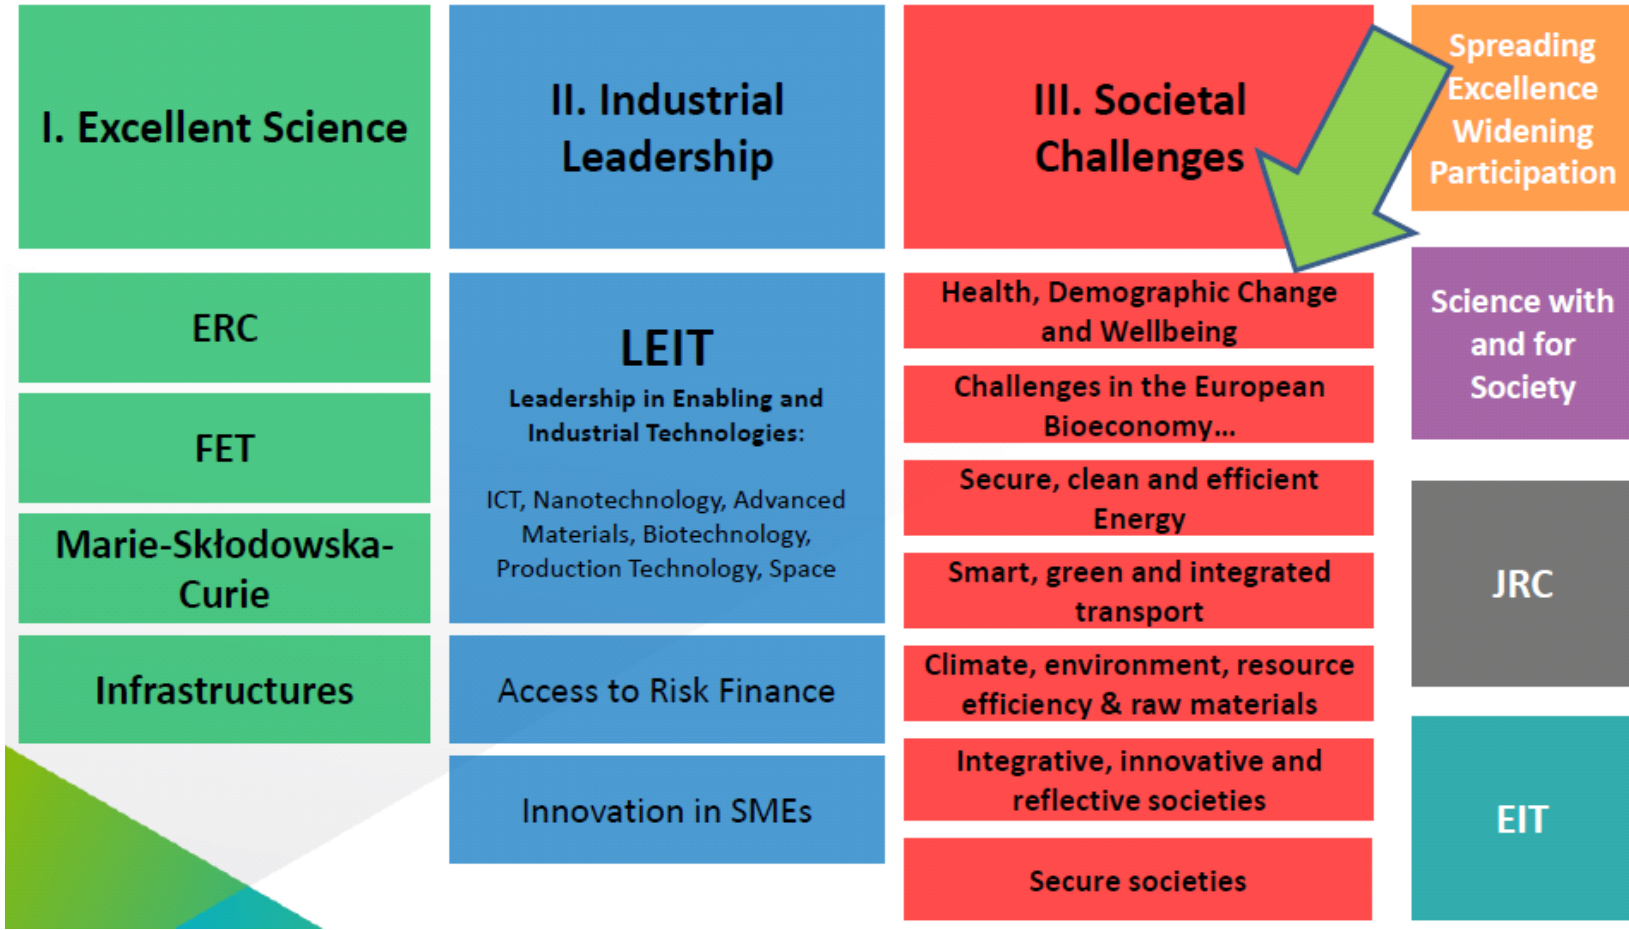 I. Excellent Science
ERC
FET
Marie-Skłodowska-
Curie
Infrastructures
II. Industrial
Leadership
LEIT
Leadership in Enabling and
Industrial Technologies:
ICT, Nanotechnology, Advanced
Materials, Biotechnology,
Production Technology, Space
Access to Risk Finance
Innovation in SMEs
III. Societal
Challenges
Health, Demographic Change
and Wellbeing
Challenges in the European
Bioeconomy...
Secure, clean and efficient
Energy
Smart, green and integrated
transport
Climate, environment, resource
efficiency & raw materials
Integrative, innovative and
reflective societies
Secure societies
Spreading
Excellence
Widening
Participation
Science with
and for
Society
JRC
EIT